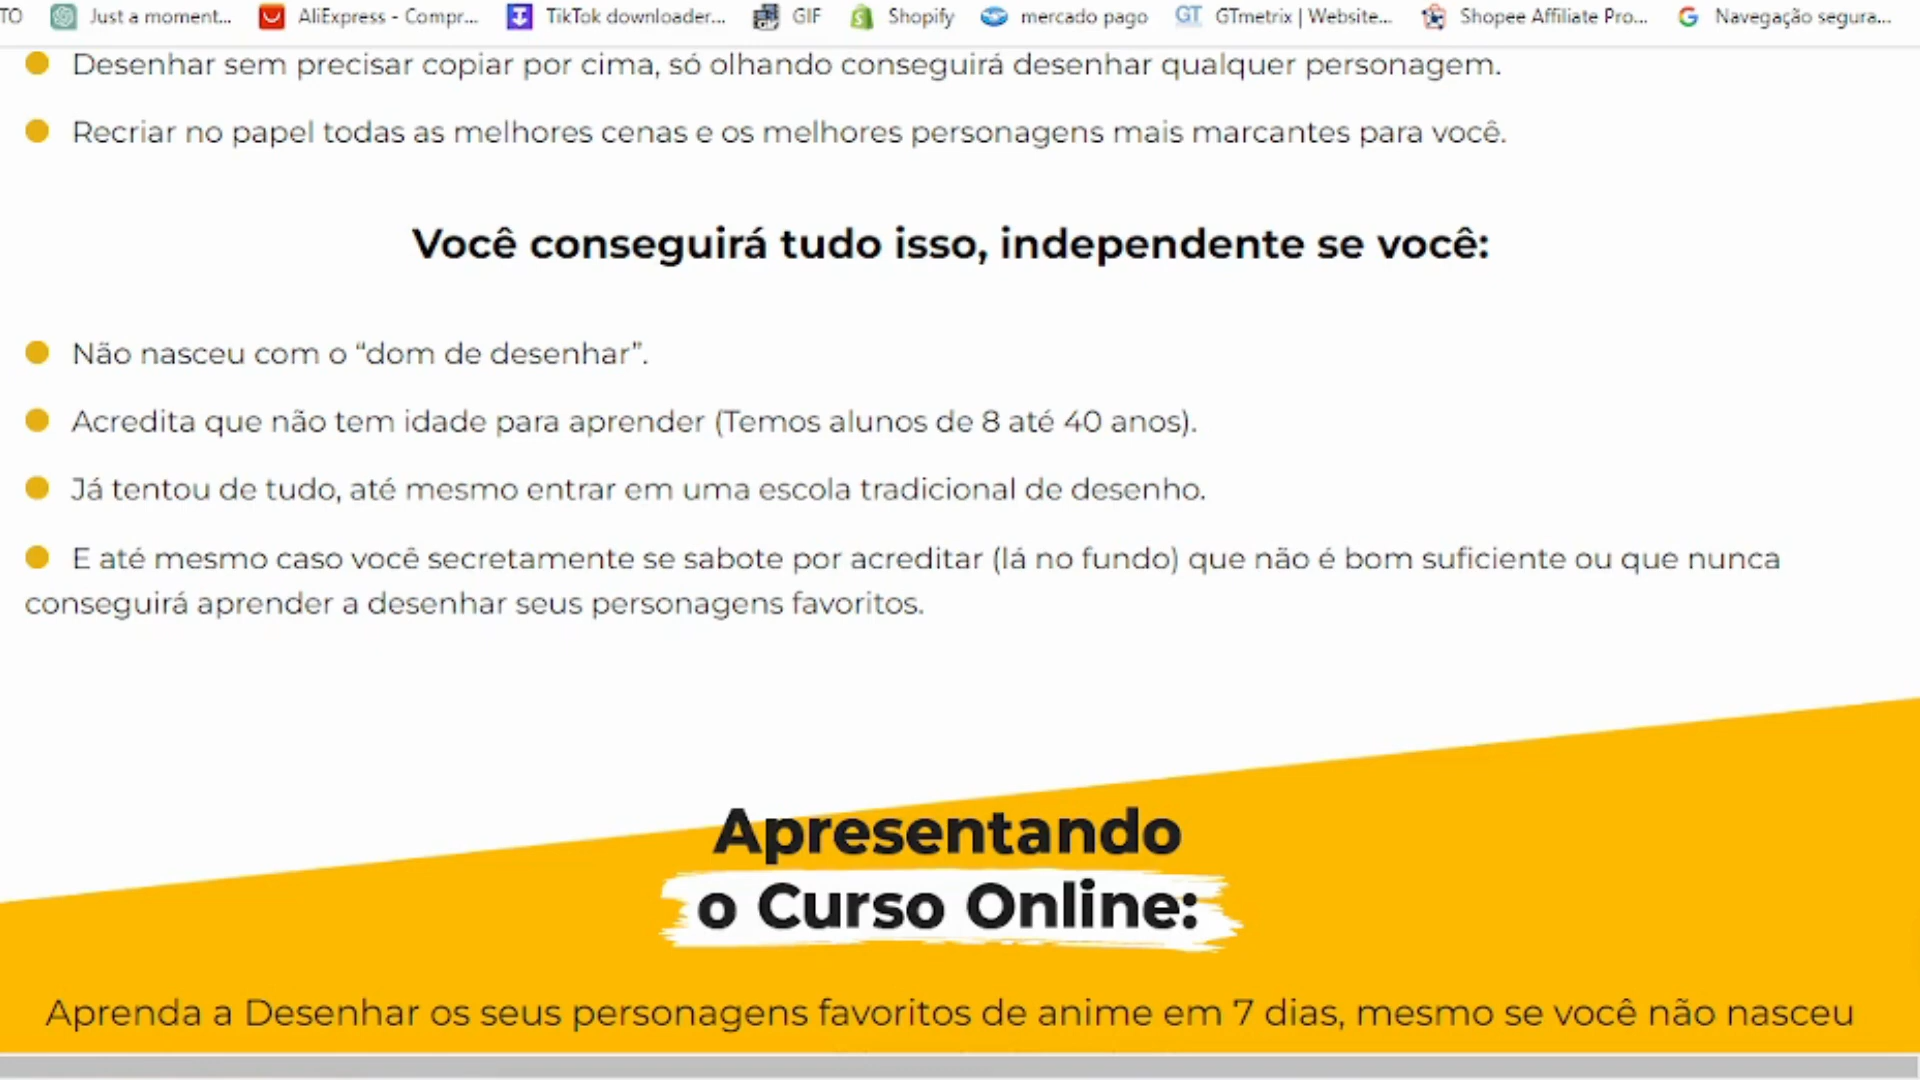 TO Just a moment... AliExpress - Compr... TikTok downloader... GIF Shopify mercado pago GTmetrix | Website... Shopee Affiliate Pro... Navegação segura...
Desenhar sem precisar copiar por cima, só olhando conseguirá desenhar qualquer personagem.
Recriar no papel todas as melhores cenas e os melhores personagens mais marcantes para você.
Você conseguirá tudo isso, independente se você:
Não nasceu com o “dom de desenhar”.
Acredita que não tem idade para aprender (Temos alunos de 8 até 40 anos).
Já tentou de tudo, até mesmo entrar em uma escola tradicional de desenho.
E até mesmo caso você secretamente se sabote por acreditar (lá no fundo) que não é bom suficiente ou que nunca
conseguirá aprender a desenhar seus personagens favoritos.
Apresentando
o Curso Online:
Aprenda a Desenhar os seus personagens favoritos de anime em 7 dias, mesmo se você não nasceu